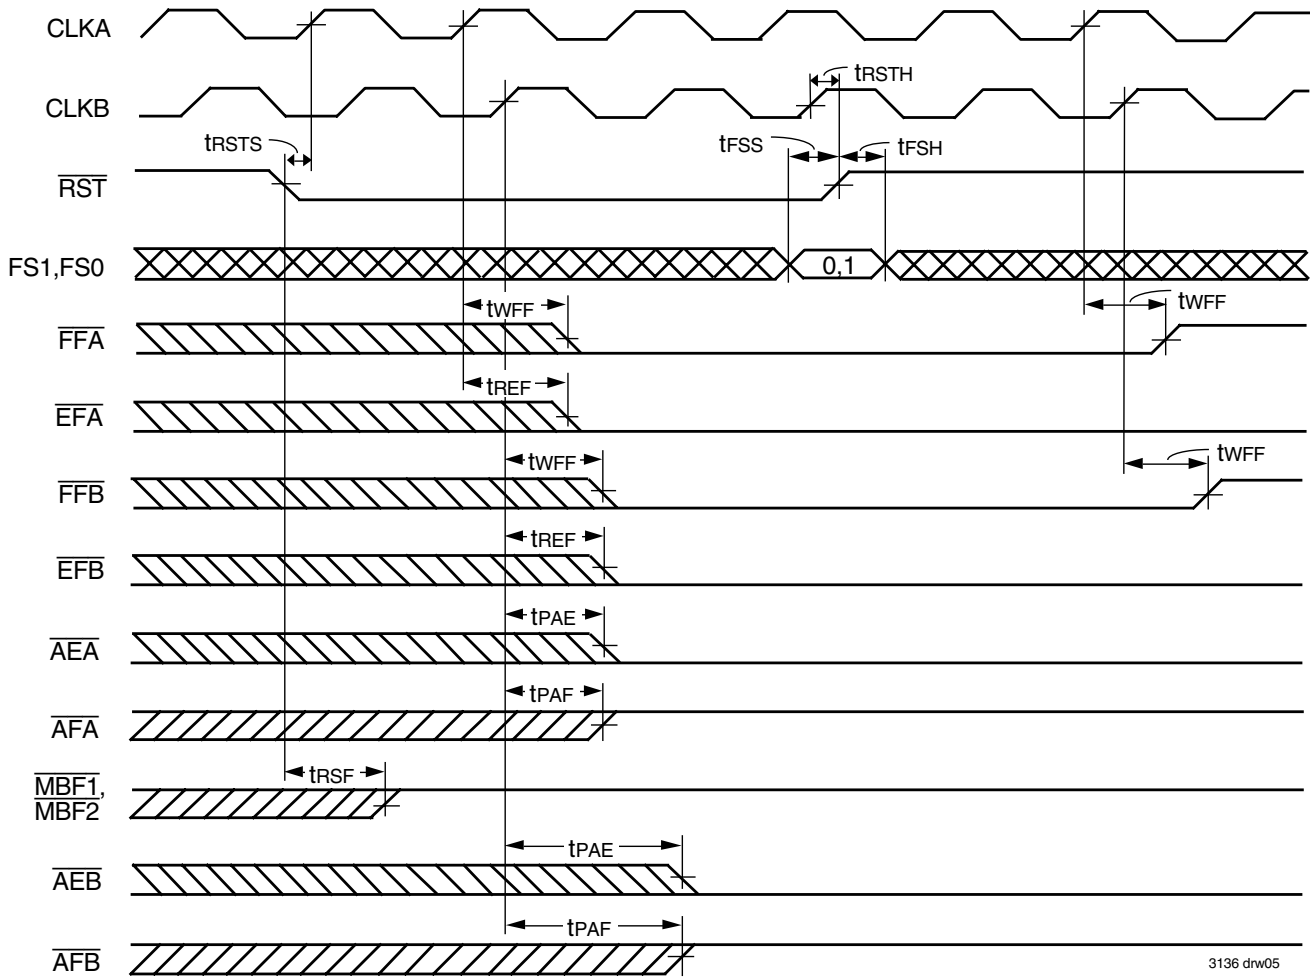 CLKA
tRSTH
CLKB
tRSTS
tFSS
tFSH
RST
FS1,FS0
0,1
tWFF
tWFF
FFA
tREF
EFA
tWFF
tWFF
FFB
tREF
EFB
tPAE
AEA
tPAF
AFA
tRSF
MBF1,
MBF2
tPAE
AEB
tPAF
AFB
3136 drw05